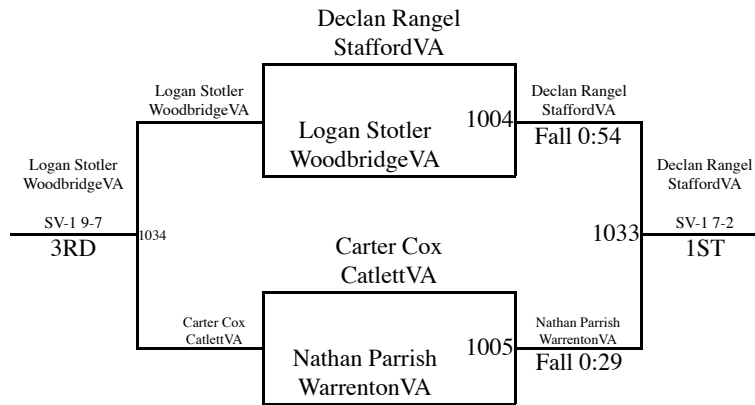 Declan Rangel
StaffordVA
Logan Stotler
WoodbridgeVA
Declan Rangel
StaffordVA
1004
Logan Stotler
WoodbridgeVA
Fall 0:54
Logan Stotler
WoodbridgeVA
Declan Rangel
StaffordVA
SV-1 9-7
1034
3RD
1033
SV-1 7-2
1ST
Carter Cox
CatlettVA
Carter Cox
CatlettVA
Nathan Parrish
WarrentonVA
1005
Nathan Parrish
WarrentonVA
Fall 0:29